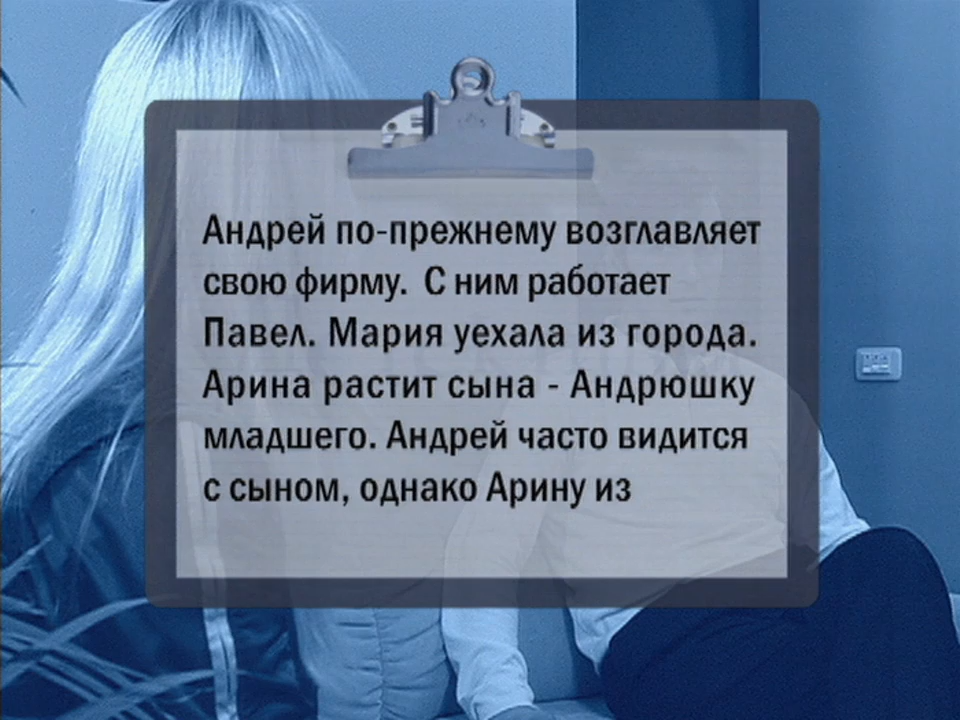 Андрей по-прежнему возглавляет
свою фирму. С ним работает
Павел. Мария уехала из города.
Арина растит сына - Андрюшку
младшего. Андрей часто видится
с сыном, однако Арину из